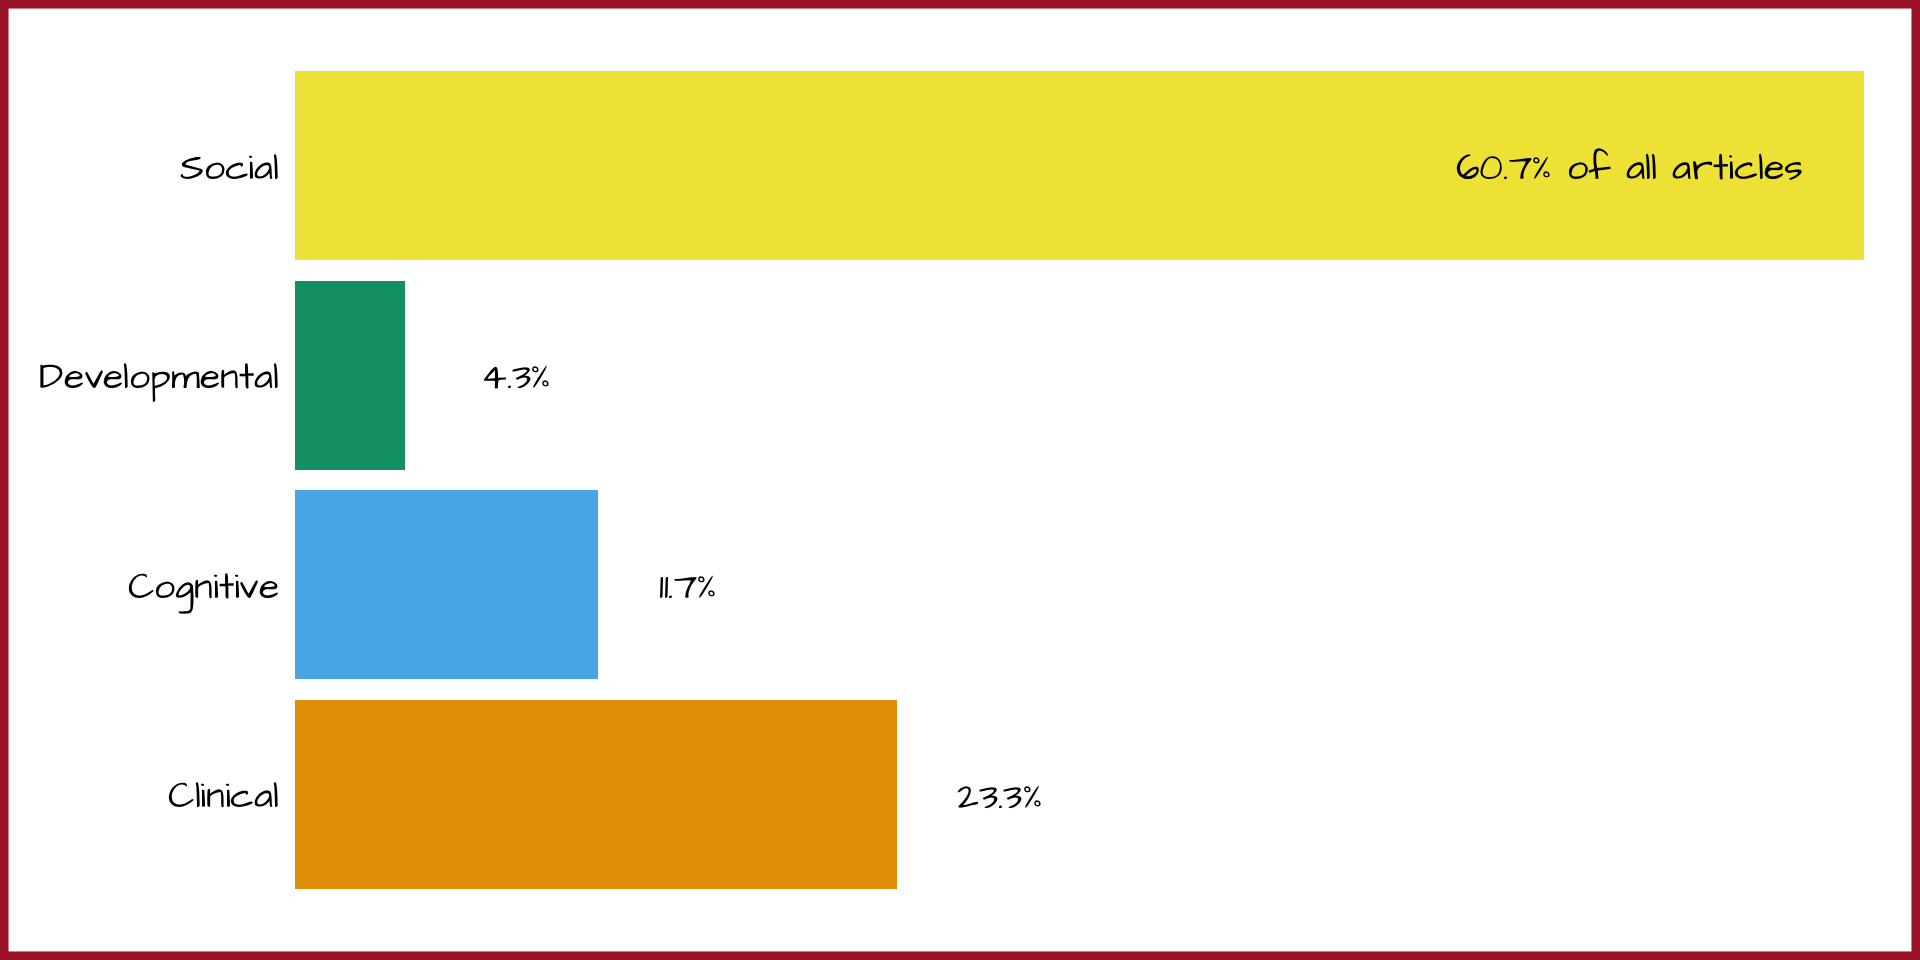 Social
60.7% of all articles
Developmental
4.3%
Cognitive
11.7%
Clinical
23.3%